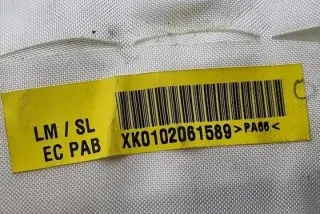 LM / SL
EC PAB
XK0102061589 >PA66<